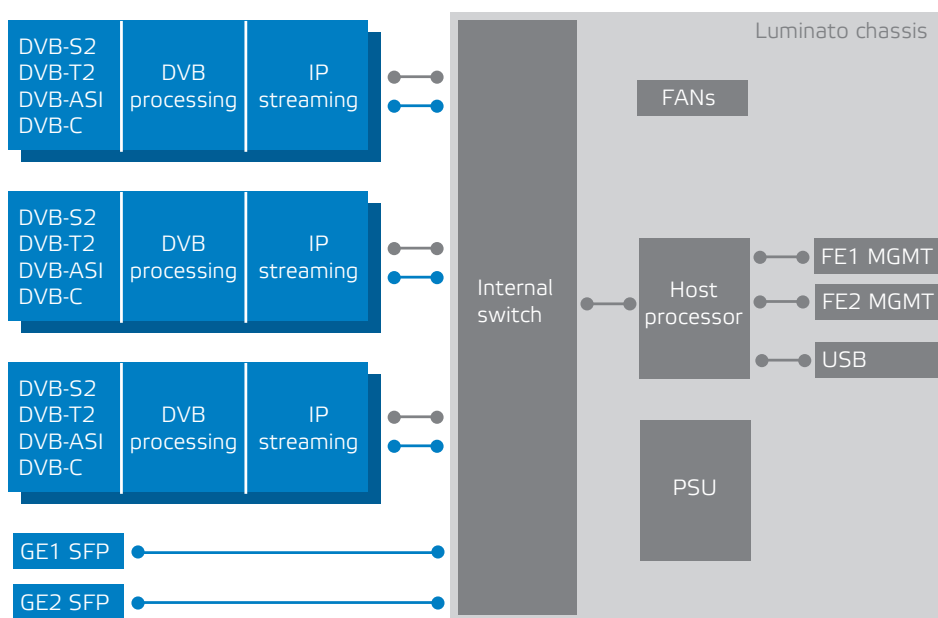 Luminato chassis
DVB-S2
DVB-T2
DVB-ASI
DVB-C
DVB
processing
IP
streaming
FANs
DVB-S2
DVB-T2
DVB-ASI
DVB-C
DVB
processing
IP
streaming
Internal
switch
Host
processor
FE1 MGMT
FE2 MGMT
USB
DVB-S2
DVB-T2
DVB-ASI
DVB-C
DVB
processing
IP
streaming
PSU
GE1 SFP
GE2 SFP